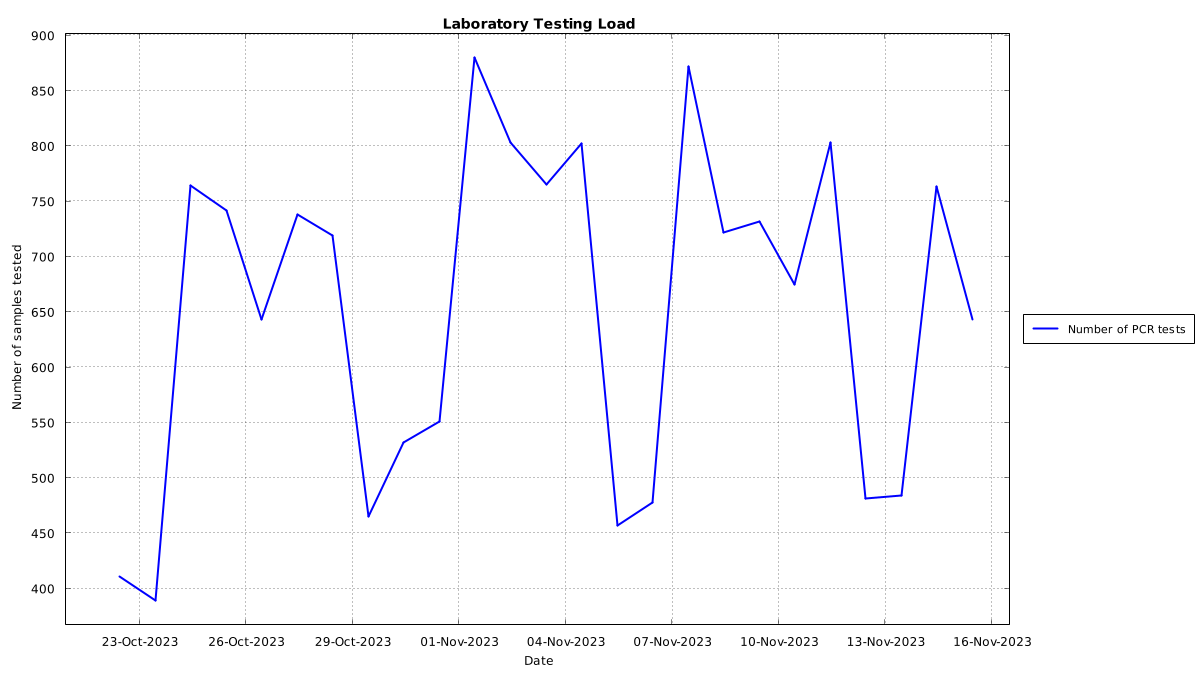 Laboratory Testing Load
900
850
800
750
700
650
600
550
500
450
400
Number of samples tested
23-Oct-2023
26-Oct-2023
29-Oct-2023
01-Nov-2023
04-Nov-2023
07-Nov-2023
10-Nov-2023
13-Nov-2023
16-Nov-2023
Date
Number of PCR tests